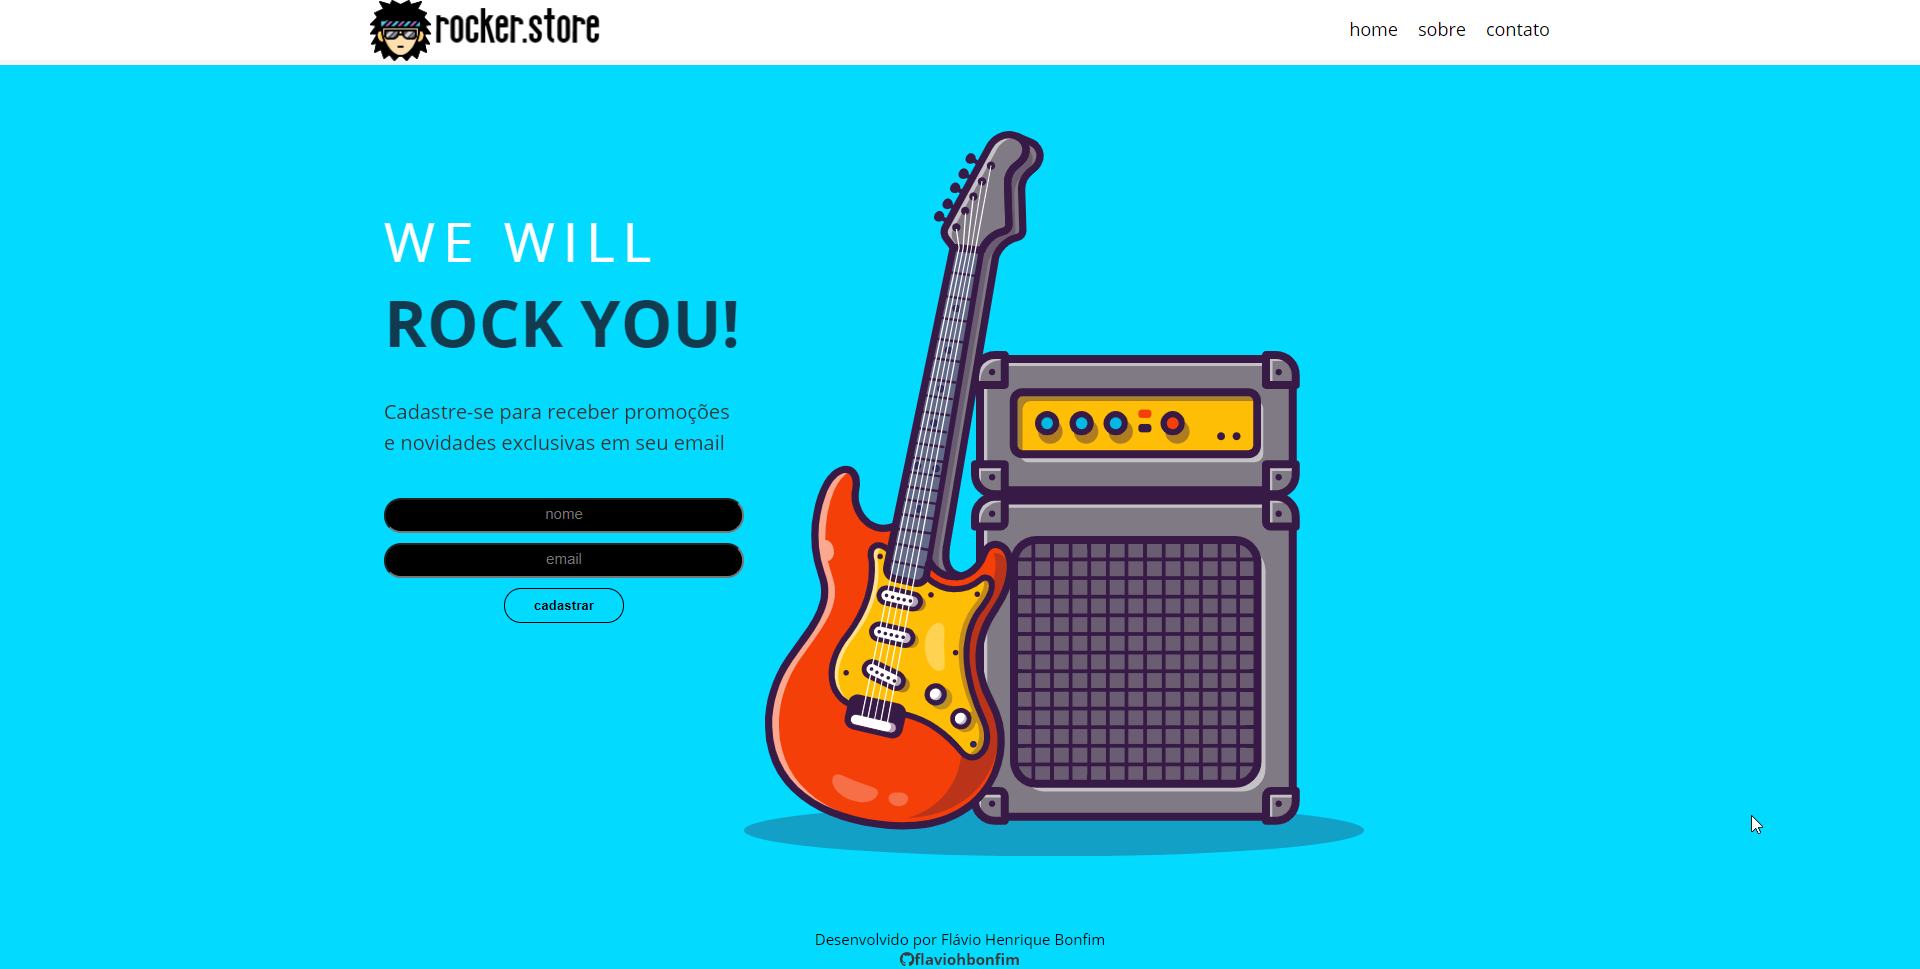 rocker.store
home sobre contato
WE WILL
ROCK YOU!
Cadastre-se para receber promoções
e novidades exclusivas em seu email
nome
email
cadastrar
Desenvolvido por Flávio Henrique Bonfim
flaviohbonfim